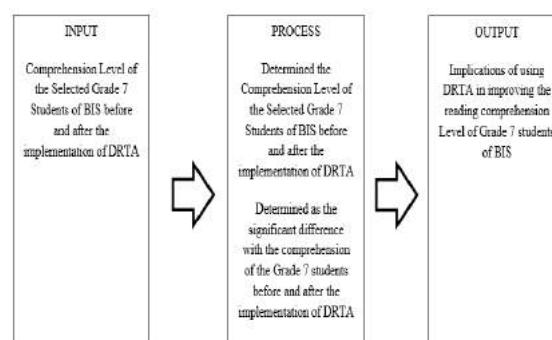 INPUT
Comprehension Level of
the Selected Grade 7
Students of BIS before
and after the
implementation of DRTA
PROCESS
Determined the
Comprehension Level of
the Selected Grade 7
Students of BIS before
and after the
implementation of DRTA
Determined as the
significant difference
with the comprehension
of the Grade 7 students
before and after the
implementation of DRTA
OUTPUT
Implications of using
DRTA in improving the
reading comprehension
Level of Grade 7 students
of BIS